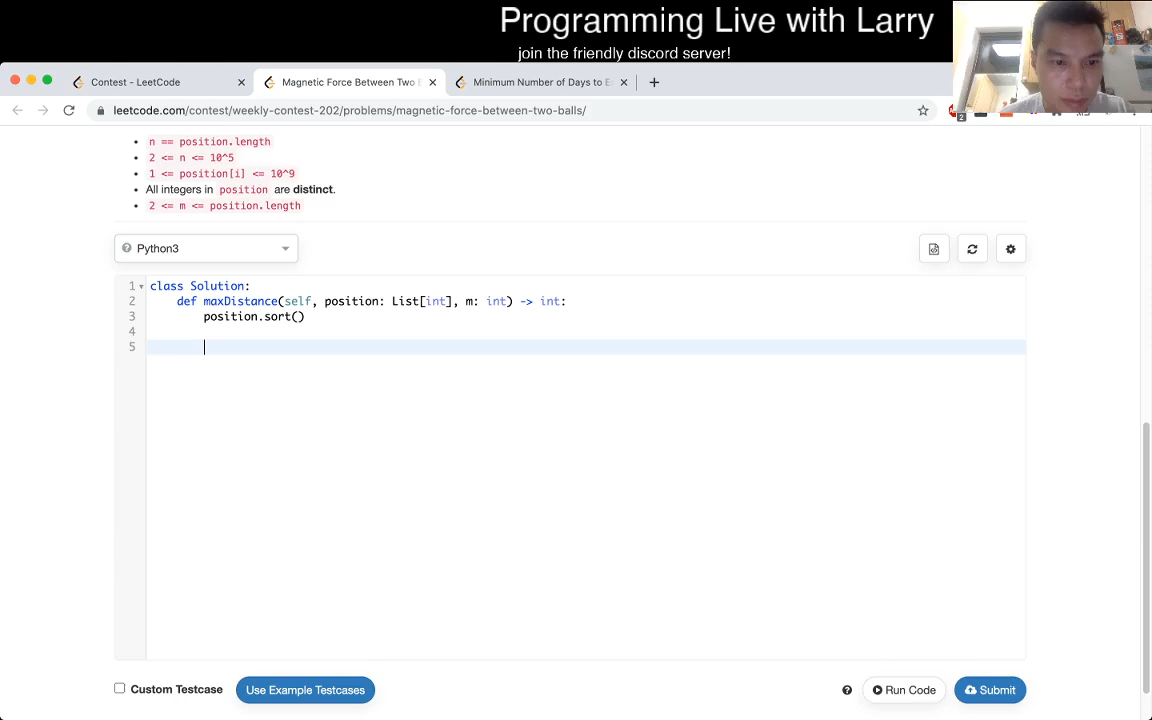 Programming Live with Larry
join the friendly discord server!
Contest - LeetCode
Magnetic Force Between Two B
Minimum Number of Days to E
leetcode.com/contest/weekly-contest-202/problems/magnetic-force-between-two-balls/
2
n == position.length
2 <= n <= 10^5
1 <= position[i] <= 10^9
All integers in position are distinct.
2 <= m <= position.length
Python3
1 class Solution:
2 def maxDistance(self, position: List[int], m: int) -> int:
3 position.sort()
4
5
Custom Testcase
Use Example Testcases
Run Code
Submit